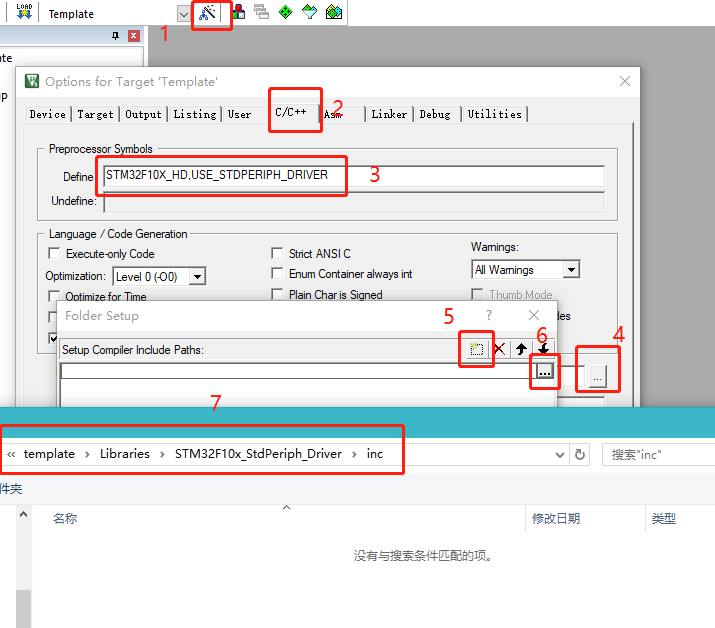 LOAD
Template
1
ate
up
Options for Target 'Template'
Device Target Output Listing User C/C++ 2 Asm Linker Debug Utilities
Preprocessor Symbols
Define STM32F10X_HD,USE_STDPERIPH_DRIVER 3
Undefine:
Language / Code Generation
Execute-only Code
Strict ANSI C
Warnings:
Optimization: Level 0 (-O0)
Enum Container always int
All Warnings
Optimize for Time
Plain Char is Signed
Thumb Mode
Folder Setup
5
?
des
6
4
Setup Compiler Include Paths:
...
...
7
« template › Libraries › STM32F10x_StdPeriph_Driver › inc
搜索"inc"
件夹
名称
修改日期
类型
没有与搜索条件匹配的项。